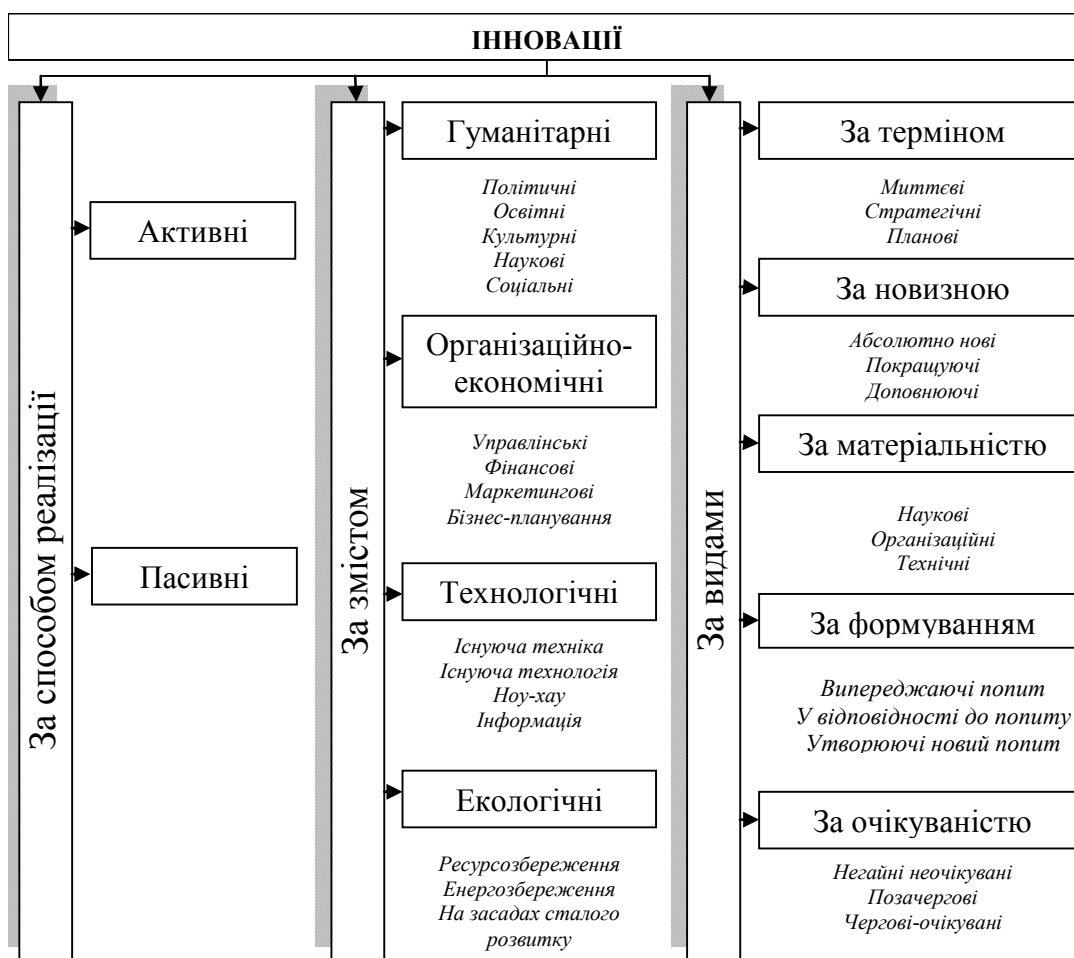 ІННОВАЦІЇ
За способом реалізації
Активні
Пасивні
За змістом
Гуманітарні
Політичні
Освітні
Культурні
Наукові
Соціальні
Організаційно-
економічні
Управлінські
Фінансові
Маркетингові
Бізнес-планування
Технологічні
Існуюча техніка
Існуюча технологія
Ноу-хау
Інформація
Екологічні
Ресурсозбереження
Енергозбереження
На засадах сталого
розвитку
За видами
За терміном
Миттєві
Стратегічні
Планові
За новизною
Абсолютно нові
Покращуючі
Доповнюючі
За матеріальністю
Наукові
Організаційні
Технічні
За формуванням
Випереджаючі попит
У відповідності до попиту
Утворюючі новий попит
За очікуваністю
Негайні неочікувані
Позачергові
Чергові-очікувані